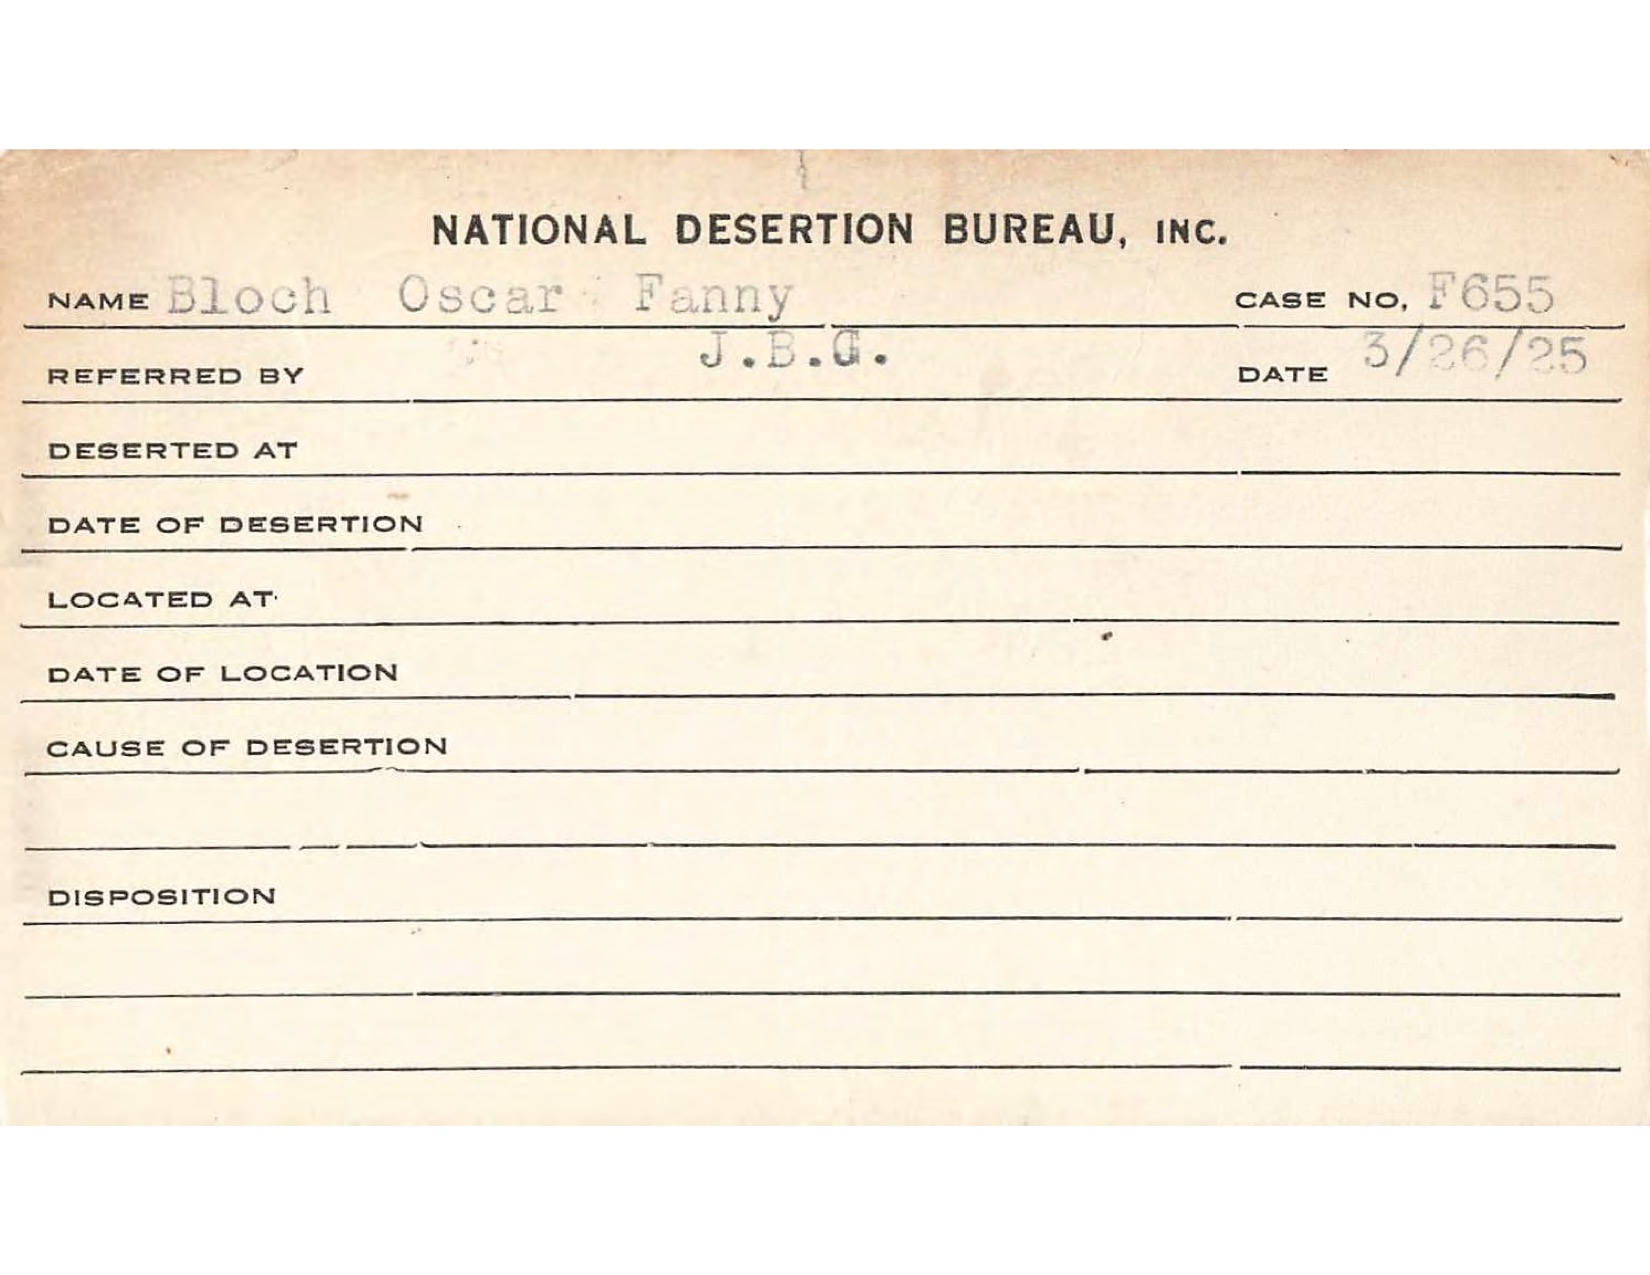 NATIONAL DESERTION BUREAU, INC.
NAME Bloch Oscar Fanny CASE NO. F655
REFERRED BY J.B.G. DATE 3/26/25
DESERTED AT
DATE OF DESERTION
LOCATED AT
DATE OF LOCATION
CAUSE OF DESERTION
DISPOSITION